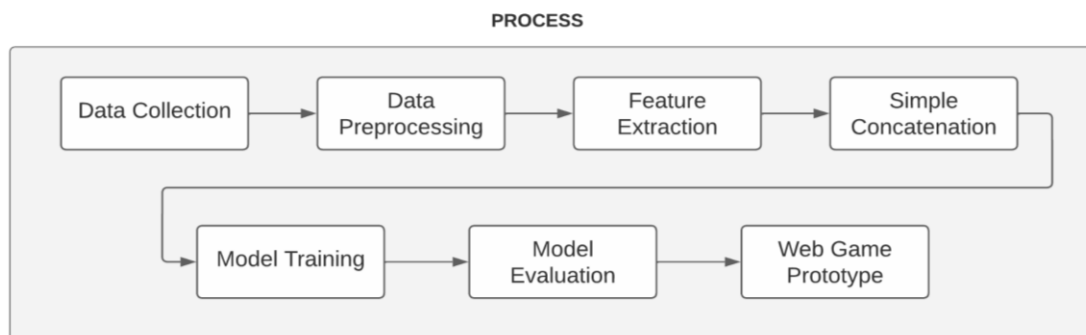 PROCESS
Data Collection
Data
Preprocessing
Feature
Extraction
Simple
Concatenation
Model Training
Model
Evaluation
Web Game
Prototype